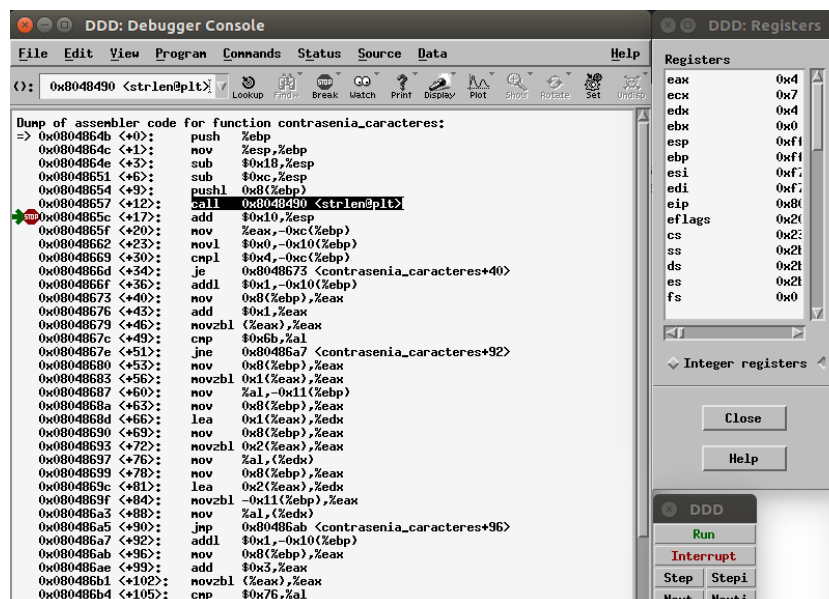 DDD: Debugger Console
File Edit View Program Commands Status Source Data Help
(): 0x8048490 <strlen@plt> Lookup Find» Break Watch Print Display Plot Show Rotate Set Undisp
Dump of assembler code for function contrasenia_caracteres:
=> 0x0804864b <+0>: push %ebp
0x0804864c <+1>: mov %esp,%ebp
0x0804864e <+3>: sub $0x18,%esp
0x08048651 <+6>: sub $0xc,%esp
0x08048654 <+9>: pushl 0x8(%ebp)
0x08048657 <+12>: call 0x8048490 <strlen@plt>
STOP 0x0804865c <+17>: add $0x10,%esp
0x0804865f <+20>: mov %eax,-0xc(%ebp)
0x08048662 <+23>: movl $0x0,-0x10(%ebp)
0x08048669 <+30>: cmpl $0x4,-0xc(%ebp)
0x0804866d <+34>: je 0x8048673 <contrasenia_caracteres+40>
0x0804866f <+36>: addl $0x1,-0x10(%ebp)
0x08048673 <+40>: mov 0x8(%ebp),%eax
0x08048676 <+43>: add $0x1,%eax
0x08048679 <+46>: movzbl (%eax),%eax
0x0804867c <+49>: cmp $0x6b,%al
0x0804867e <+51>: jne 0x80486a7 <contrasenia_caracteres+92>
0x08048680 <+53>: mov 0x8(%ebp),%eax
0x08048683 <+56>: movzbl 0x1(%eax),%eax
0x08048687 <+60>: mov %al,-0x11(%ebp)
0x0804868a <+63>: mov 0x8(%ebp),%eax
0x0804868d <+66>: lea 0x1(%eax),%edx
0x08048690 <+69>: mov 0x8(%ebp),%eax
0x08048693 <+72>: movzbl 0x2(%eax),%eax
0x08048697 <+76>: mov %al,(%edx)
0x08048699 <+78>: mov 0x8(%ebp),%eax
0x0804869c <+81>: lea 0x2(%eax),%edx
0x0804869f <+84>: movzbl -0x11(%ebp),%eax
0x080486a3 <+88>: mov %al,(%edx)
0x080486a5 <+90>: jmp 0x80486ab <contrasenia_caracteres+96>
0x080486a7 <+92>: addl $0x1,-0x10(%ebp)
0x080486ab <+96>: mov 0x8(%ebp),%eax
0x080486ae <+99>: add $0x3,%eax
0x080486b1 <+102>: movzbl (%eax),%eax
0x080486b4 <+105>: cmp $0x76,%al
DDD: Registers
Registers
eax 0x4
ecx 0x7
edx 0x4
ebx 0x0
esp 0xff
ebp 0xff
esi 0xf7
edi 0xf7
eip 0x80
eflags 0x20
cs 0x23
ss 0x2b
ds 0x2b
es 0x2b
fs 0x0
Integer registers
Close
Help
DDD
Run
Interrupt
Step Stepi
Next Nexti